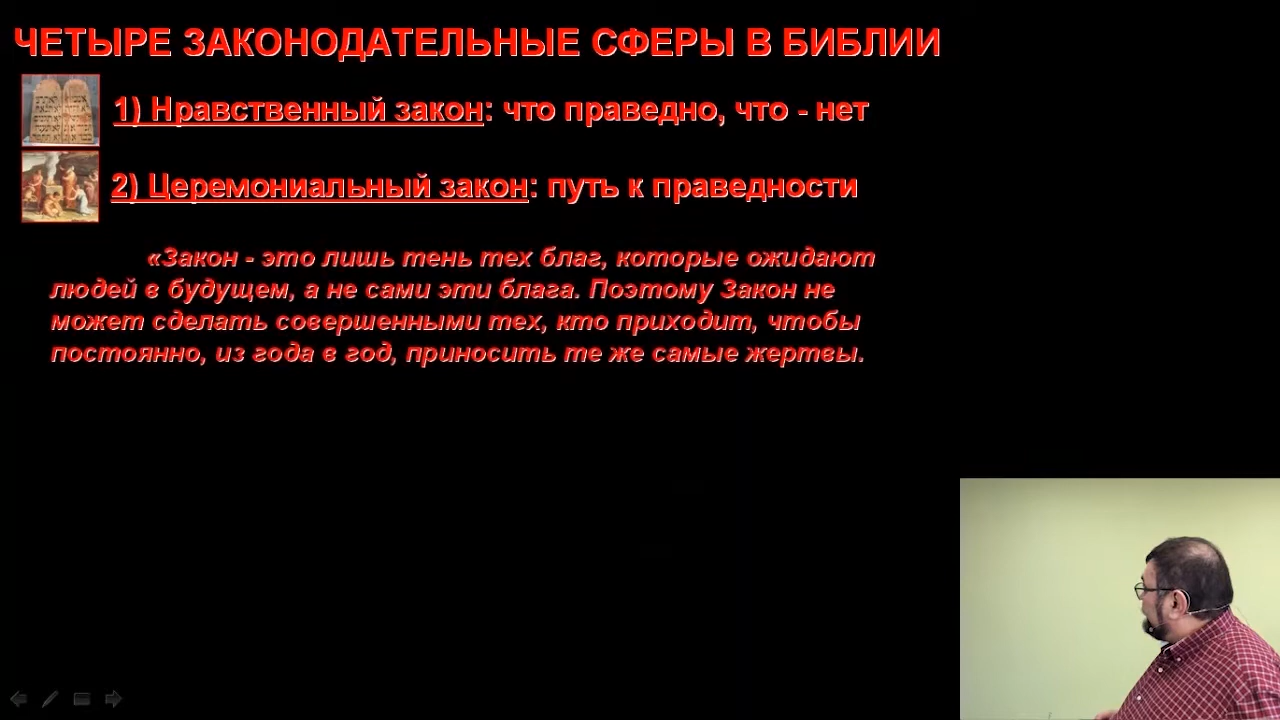 ЧЕТЫРЕ ЗАКОНОДАТЕЛЬНЫЕ СФЕРЫ В БИБЛИИ
1) Нравственный закон: что праведно, что - нет
2) Церемониальный закон: путь к праведности
«Закон - это лишь тень тех благ, которые ожидают
людей в будущем, а не сами эти блага. Поэтому Закон не
может сделать совершенными тех, кто приходит, чтобы
постоянно, из года в год, приносить те же самые жертвы.